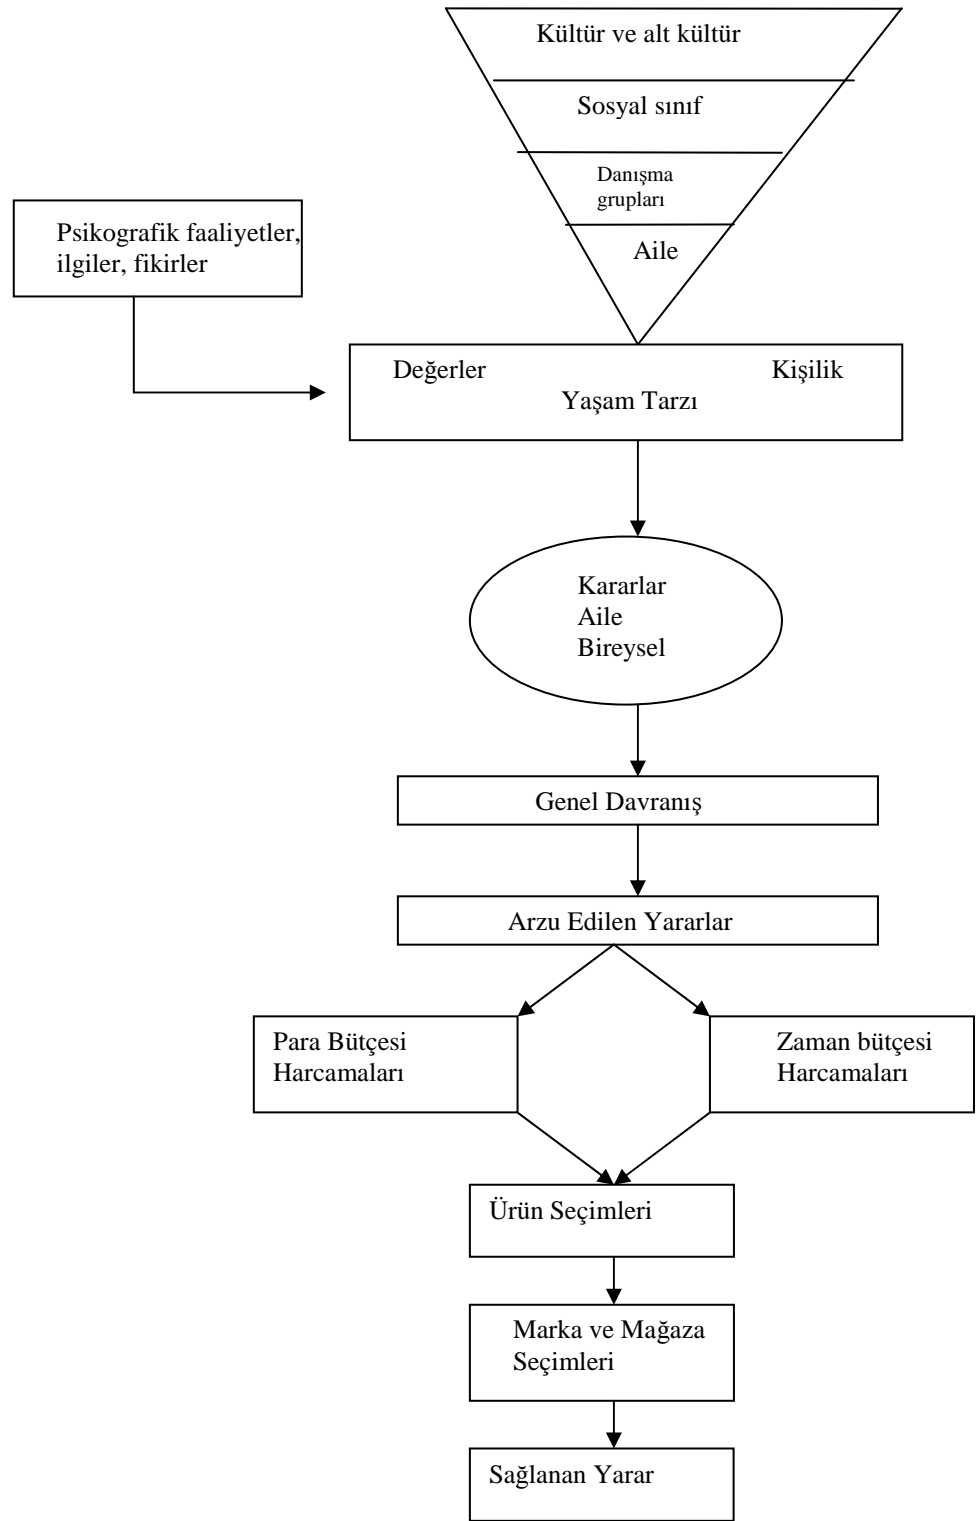 Kültür ve alt kültür
Sosyal sınıf
Danışma
grupları
Aile
Psikografik faaliyetler,
ilgiler, fikirler
Değerler Kişilik
Yaşam Tarzı
Kararlar
Aile
Bireysel
Genel Davranış
Arzu Edilen Yararlar
Para Bütçesi
Harcamaları
Zaman bütçesi
Harcamaları
Ürün Seçimleri
Marka ve Mağaza
Seçimleri
Sağlanan Yarar